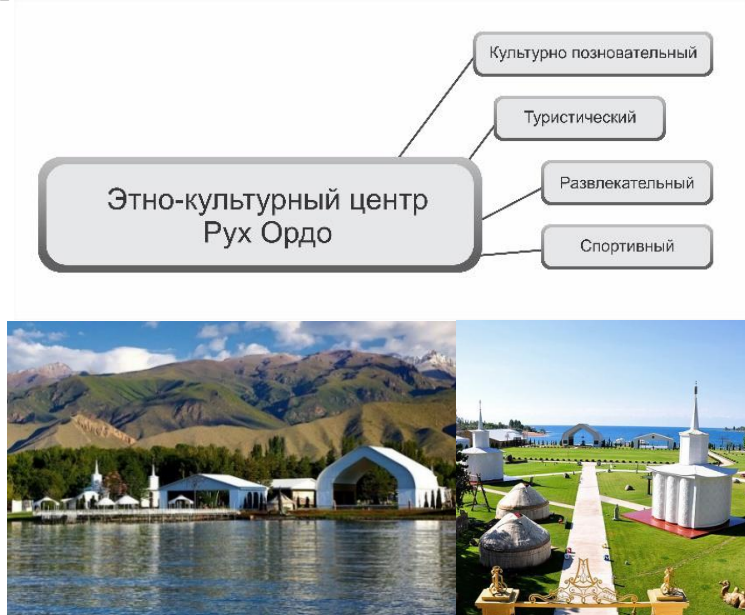 Культурно позновательный
Туристический
Этно-культурный центр
Рух Ордо
Развлекательный
Спортивный